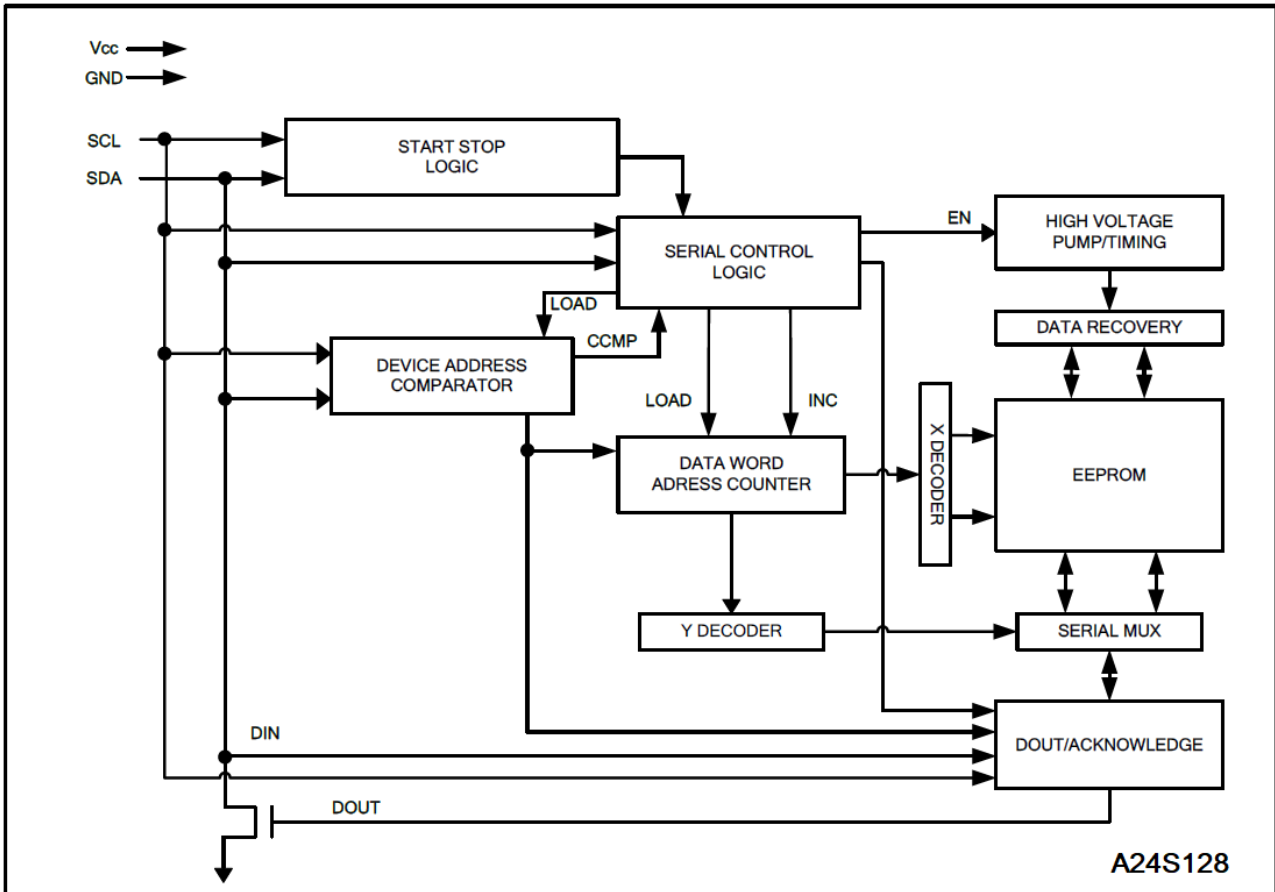 Vcc
GND
SCL
SDA
START STOP
LOGIC
SERIAL CONTROL
LOGIC
EN
HIGH VOLTAGE
PUMP/TIMING
LOAD
CCMP
DATA RECOVERY
DEVICE ADDRESS
COMPARATOR
LOAD
INC
X DECODER
EEPROM
DATA WORD
ADRESS COUNTER
Y DECODER
SERIAL MUX
DIN
DOUT/ACKNOWLEDGE
DOUT
A24S128